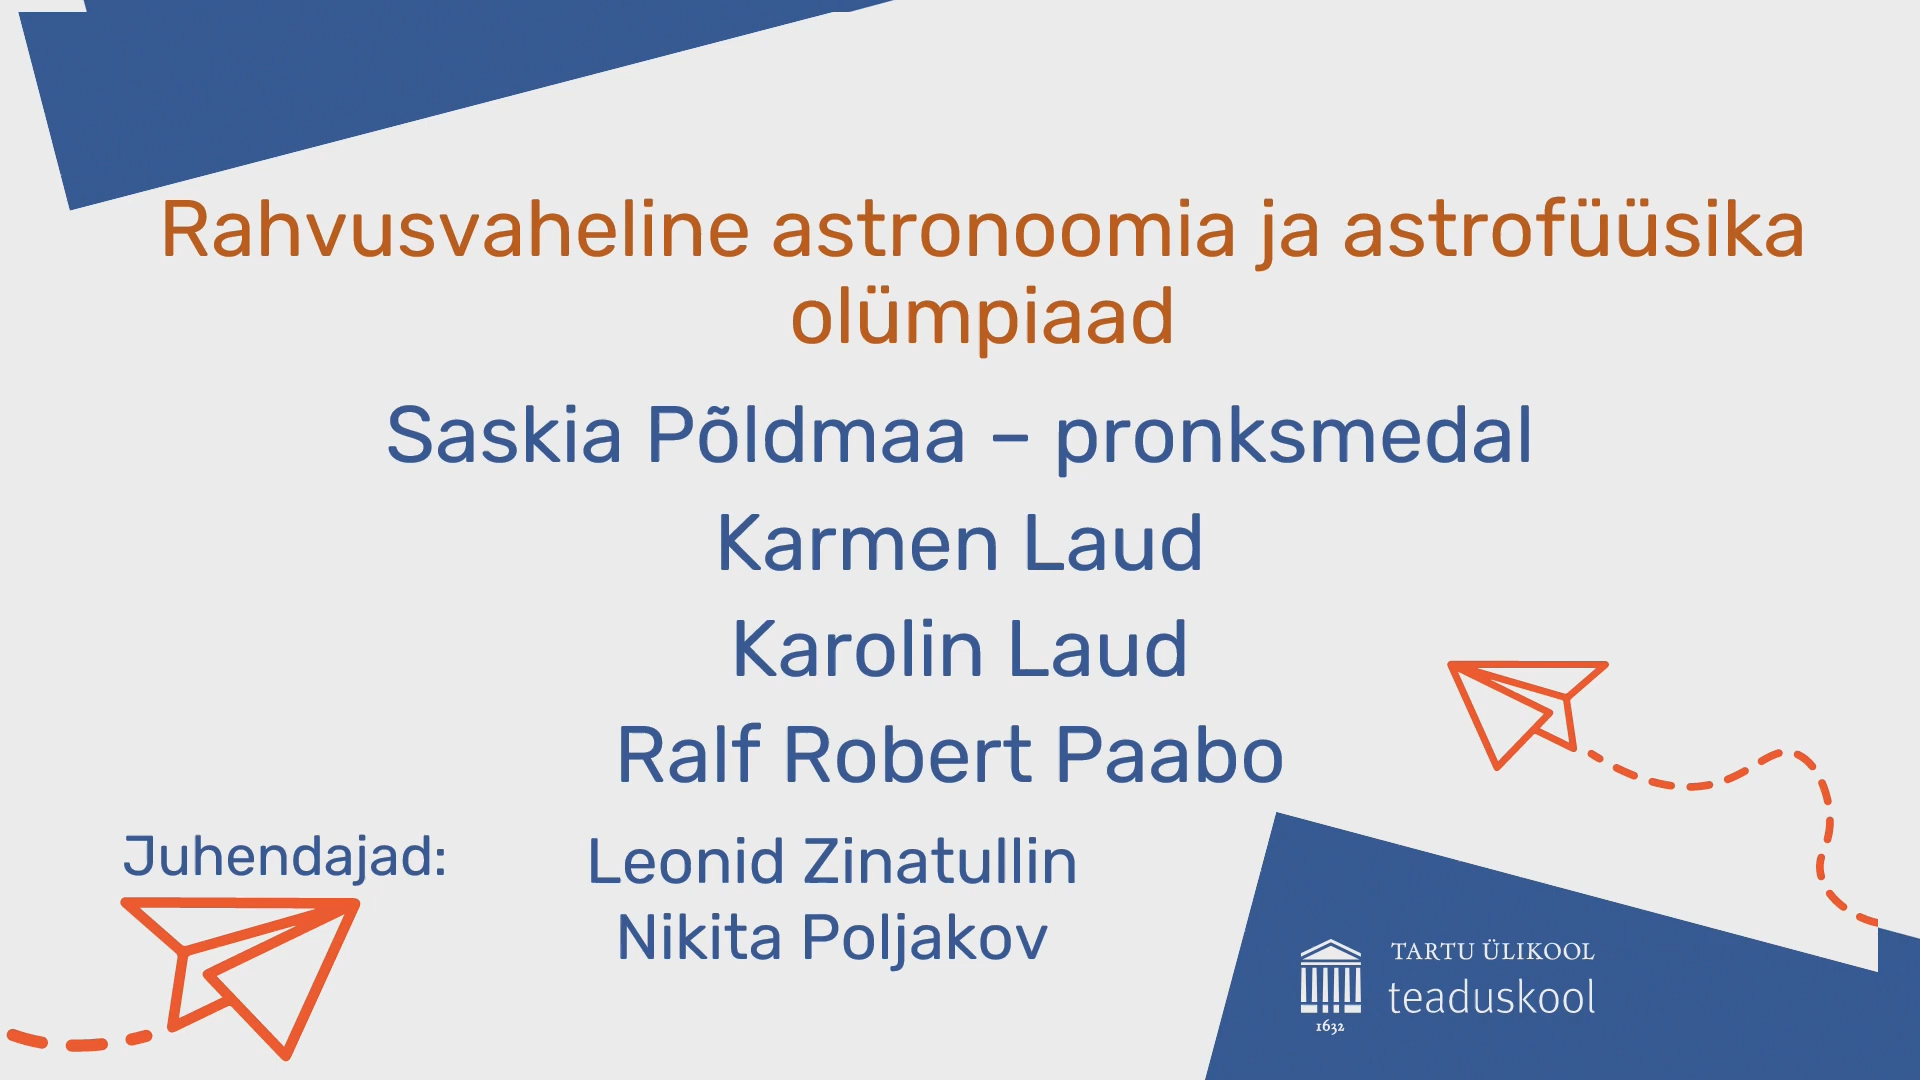 Rahvusvaheline astronoomia ja astrofüüsika
olümpiaad
Saskia Põldmaa – pronksmedal
Karmen Laud
Karolin Laud
Ralf Robert Paabo
Juhendajad:
Leonid Zinatullin
Nikita Poljakov
TARTU ÜLIKOOL
teaduskool
1632